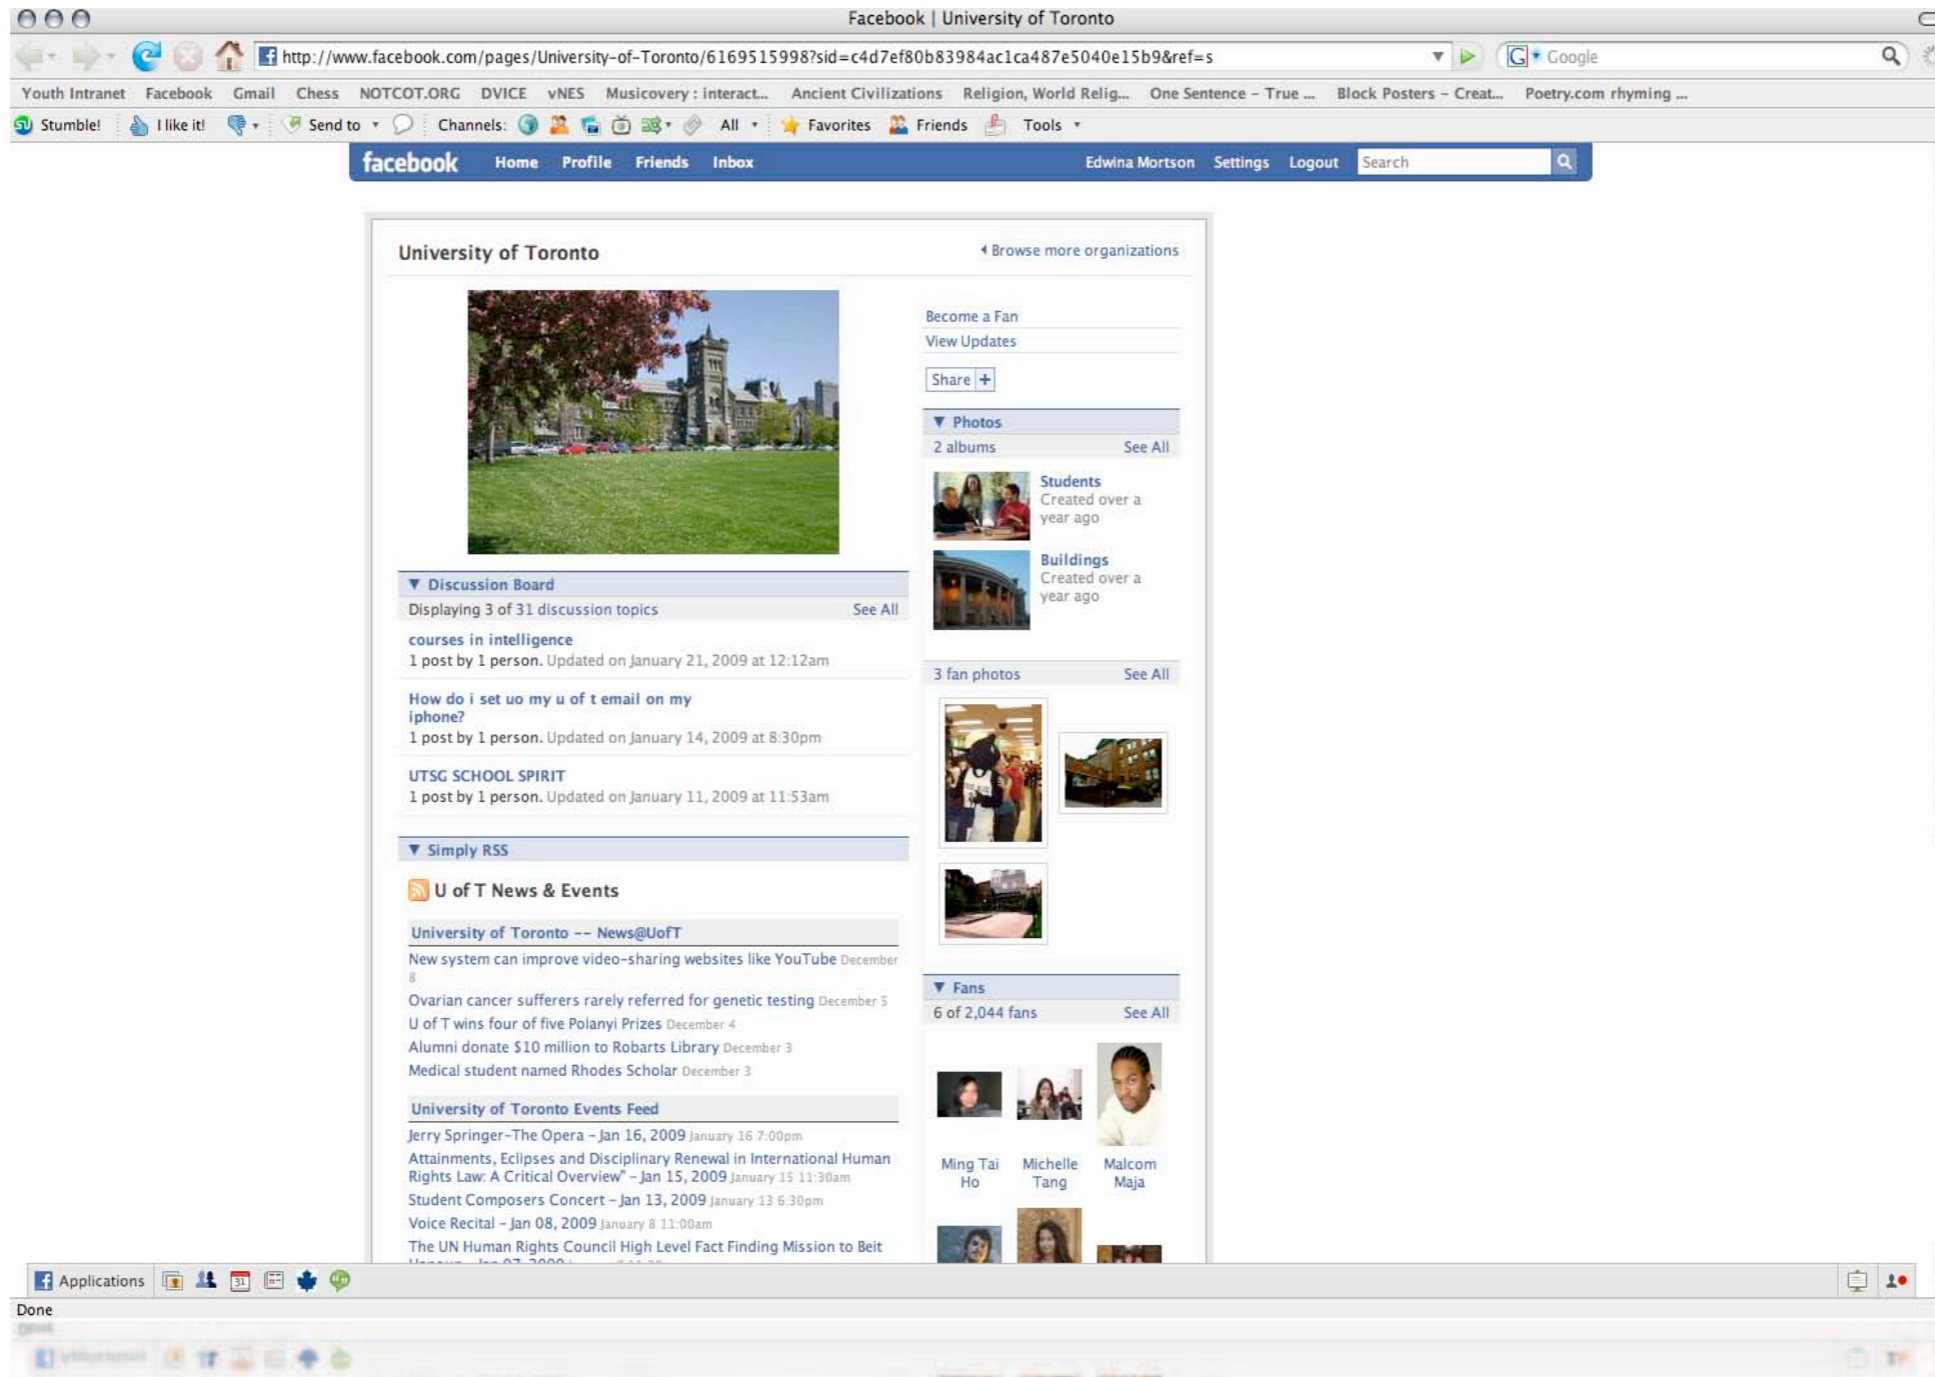 Facebook | University of Toronto
http://www.facebook.com/pages/University-of-Toronto/6169515998?sid=c4d7ef80b83984ac1ca487e5040e15b9&ref=s
Google
Youth Intranet Facebook Gmail Chess NOTCOT.ORG DVICE vNES Musicovery : interact... Ancient Civilizations Religion, World Relig... One Sentence – True ... Block Posters – Creat... Poetry.com rhyming ...
Stumble! I like it! Send to Channels: All Favorites Friends Tools
facebook Home Profile Friends Inbox Edwina Mortson Settings Logout Search
University of Toronto
Browse more organizations
Become a Fan
View Updates
Share +
Photos
2 albums See All
Students
Created over a
year ago
Buildings
Created over a
year ago
Discussion Board
Displaying 3 of 31 discussion topics See All
courses in intelligence
1 post by 1 person. Updated on January 21, 2009 at 12:12am
How do i set uo my u of t email on my
iphone?
1 post by 1 person. Updated on January 14, 2009 at 8:30pm
UTSG SCHOOL SPIRIT
1 post by 1 person. Updated on January 11, 2009 at 11:53am
3 fan photos See All
Simply RSS
U of T News & Events
University of Toronto -- News@UofT
New system can improve video-sharing websites like YouTube December
8
Ovarian cancer sufferers rarely referred for genetic testing December 5
U of T wins four of five Polanyi Prizes December 4
Alumni donate $10 million to Robarts Library December 3
Medical student named Rhodes Scholar December 3
University of Toronto Events Feed
Jerry Springer–The Opera – Jan 16, 2009 January 16 7:00pm
Attainments, Eclipses and Disciplinary Renewal in International Human
Rights Law: A Critical Overview" – Jan 15, 2009 January 15 11:30am
Student Composers Concert – Jan 13, 2009 January 13 6:30pm
Voice Recital – Jan 08, 2009 January 8 11:00am
The UN Human Rights Council High Level Fact Finding Mission to Beit
Fans
6 of 2,044 fans See All
Ming Tai
Ho
Michelle
Tang
Malcom
Maja
Applications 31
Done